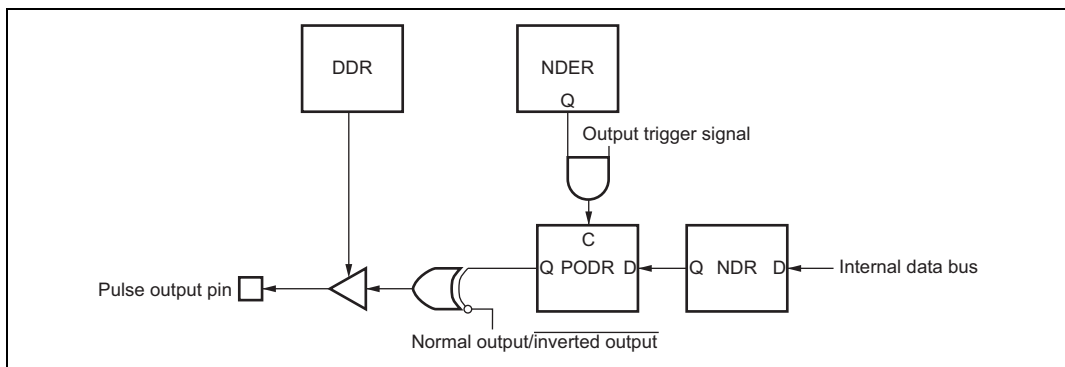 DDR
NDER
Q
Output trigger signal
C
Q PODR D
Q NDR D
Internal data bus
Pulse output pin
Normal output/inverted output